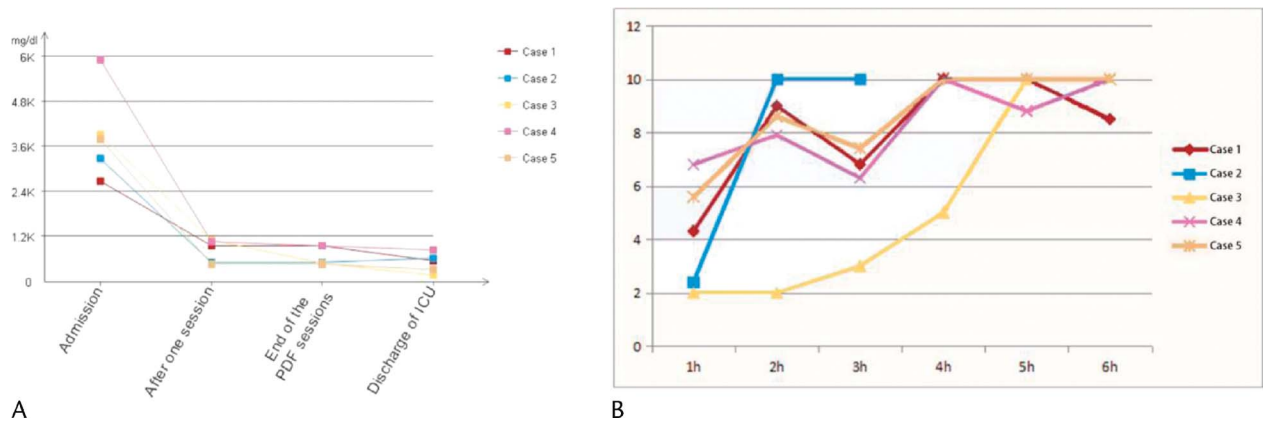 mg/dl
6K
4.8K
3.6K
2.4K
1.2K
0
Admission
After one session
End of the
PDF sessions
Discharge of ICU
Case 1
Case 2
Case 3
Case 4
Case 5
A
12
10
8
6
4
2
0
1h
2h
3h
4h
5h
6h
Case 1
Case 2
Case 3
Case 4
Case 5
B